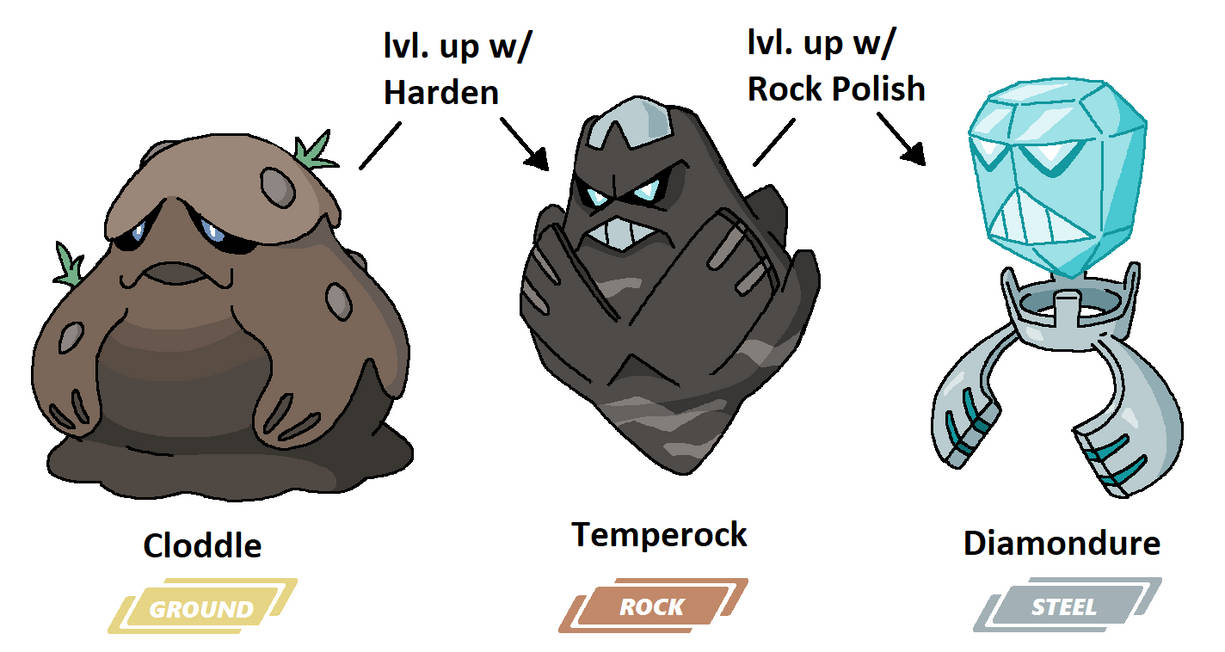 lvl. up w/
Harden
lvl. up w/
Rock Polish
Cloddle
Temperock
Diamondure
GROUND
ROCK
STEEL